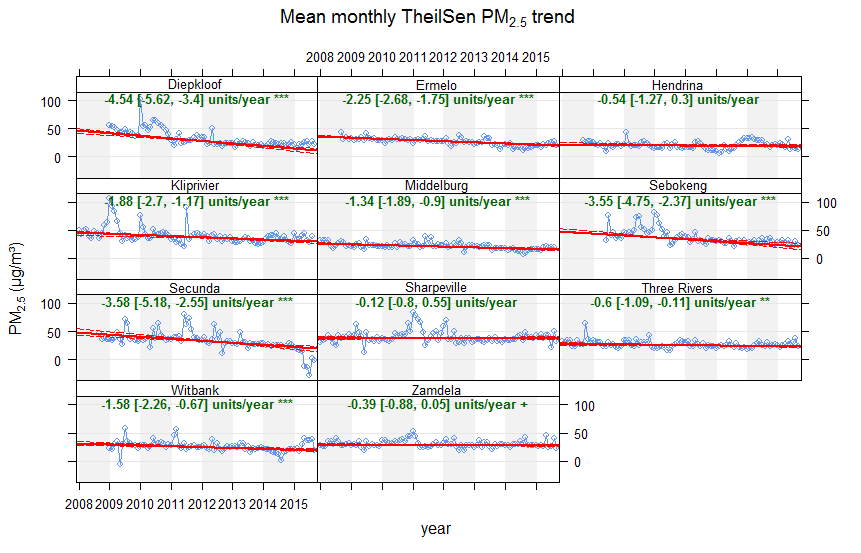 Mean monthly TheilSen PM2.5 trend
2008 2009 2010 2011 2012 2013 2014 2015
Diepkloof Ermelo Hendrina
-4.54 [-5.62, -3.4] units/year *** -2.25 [-2.68, -1.75] units/year *** -0.54 [-1.27, 0.3] units/year
100
50
0
Kliprivier Middelburg Sebokeng
-1.88 [-2.7, -1.17] units/year *** -1.34 [-1.89, -0.9] units/year *** -3.55 [-4.75, -2.37] units/year ***
100
50
0
PM2.5 (µg/m³)
Secunda Sharpeville Three Rivers
-3.58 [-5.18, -2.55] units/year *** -0.12 [-0.8, 0.55] units/year -0.6 [-1.09, -0.11] units/year **
100
50
0
Witbank Zamdela
-1.58 [-2.26, -0.67] units/year *** -0.39 [-0.88, 0.05] units/year +
100
50
0
2008 2009 2010 2011 2012 2013 2014 2015
year